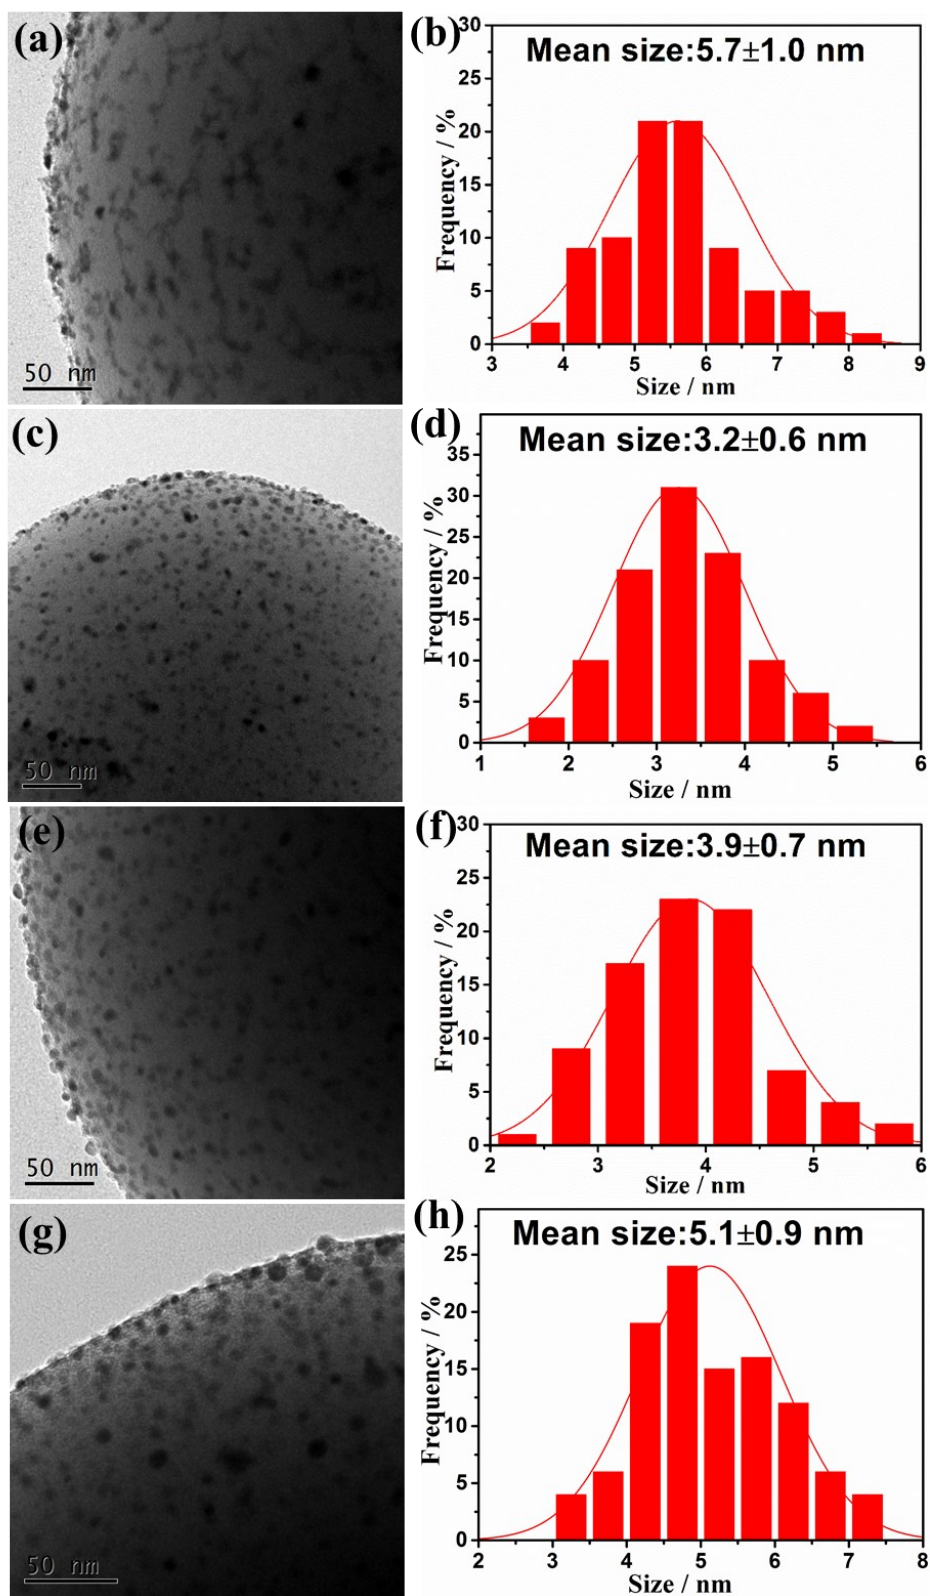 (a)
50 nm
(b)
Mean size:5.7±1.0 nm
30
25
20
15
10
5
0
Frequency / %
3 4 5 6 7 8 9
Size / nm
(c)
50 nm
(d)
Mean size:3.2±0.6 nm
35
30
25
20
15
10
5
0
Frequency / %
1 2 3 4 5 6
Size / nm
(e)
50 nm
(f)
Mean size:3.9±0.7 nm
30
25
20
15
10
5
0
Frequency / %
2 3 4 5 6
Size / nm
(g)
50 nm
(h)
Mean size:5.1±0.9 nm
25
20
15
10
5
0
Frequency / %
2 3 4 5 6 7 8
Size / nm